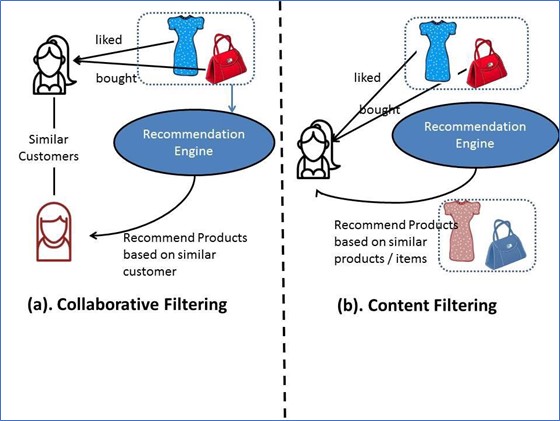 liked
bought
Recommendation
Engine
Similar
Customers
Recommend Products
based on similar
customer
(a). Collaborative Filtering
liked
bought
Recommendation
Engine
Recommend Products
based on similar
products / items
(b). Content Filtering